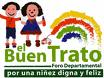 el
Buen Trato
Foro Departamental
por una niñez digna y feliz